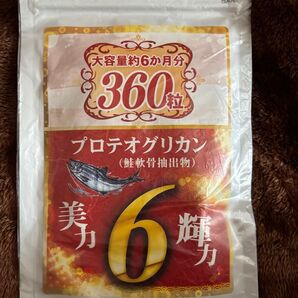 大容量約6か月分
360粒
プロテオグリカン
(鮭軟骨抽出物)
美力
6
輝力